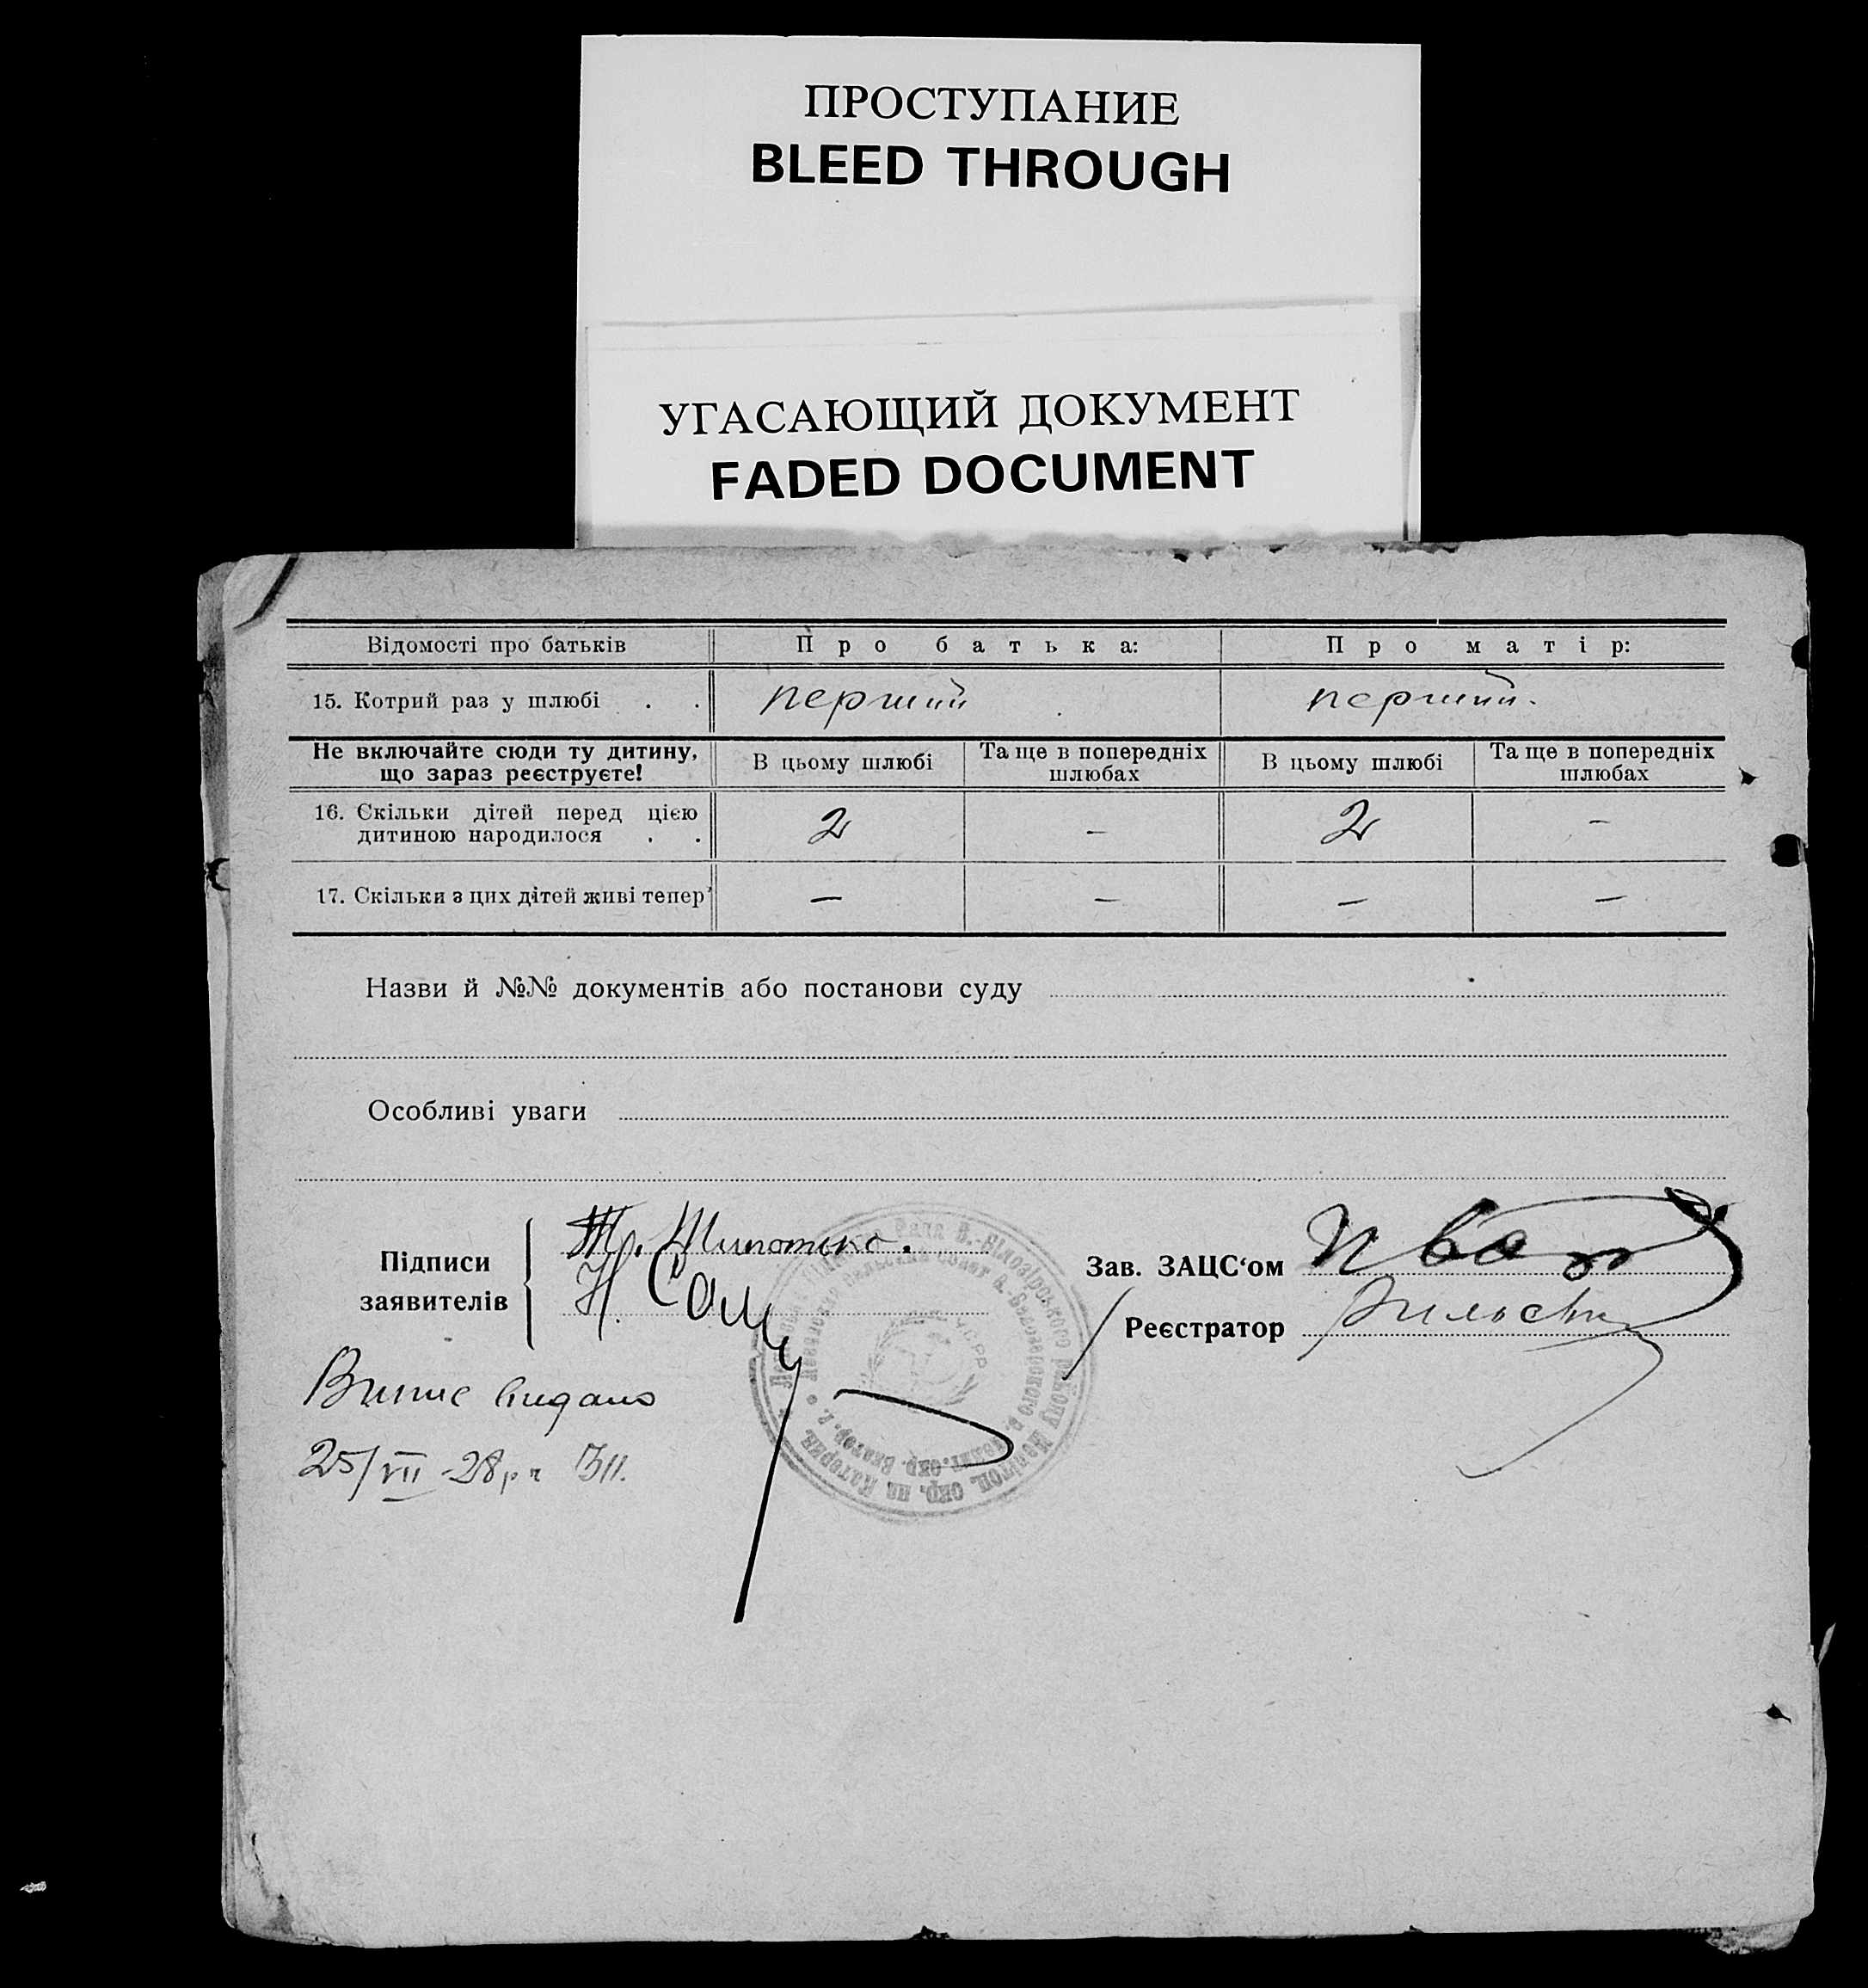 ПРОСТУПАНИЕ
BLEED THROUGH
УГАСАЮЩИЙ ДОКУМЕНТ
FADED DOCUMENT
Відомості про батьків Про батька: Про матір:
15. Котрий раз у шлюбі . . перший перший.
Не включайте сюди ту дитину, що зараз реєструєте! В цьому шлюбі Та ще в попередніх шлюбах В цьому шлюбі Та ще в попередніх шлюбах
16. Скільки дітей перед цією дитиною народилося . . 2 – 2 –
17. Скільки з цих дітей живі тепер – – – –
Назви й №№ документів або постанови суду
Особливі уваги
Підписи заявителів
Зав. ЗАЦС‘ом
Реєстратор
Випис видано
25/VII -28р